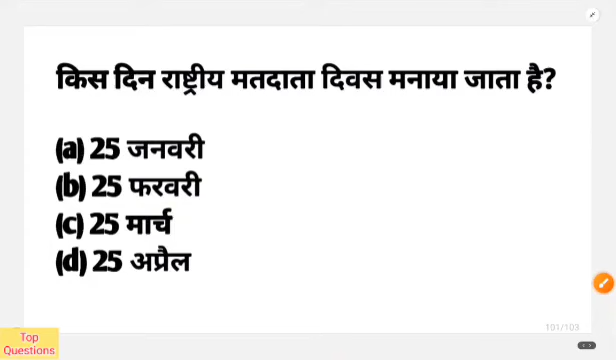 किस दिन राष्ट्रीय मतदाता दिवस मनाया जाता है?
(a) 25 जनवरी
(b) 25 फरवरी
(c) 25 मार्च
(d) 25 अप्रैल
101/103
Top
Questions